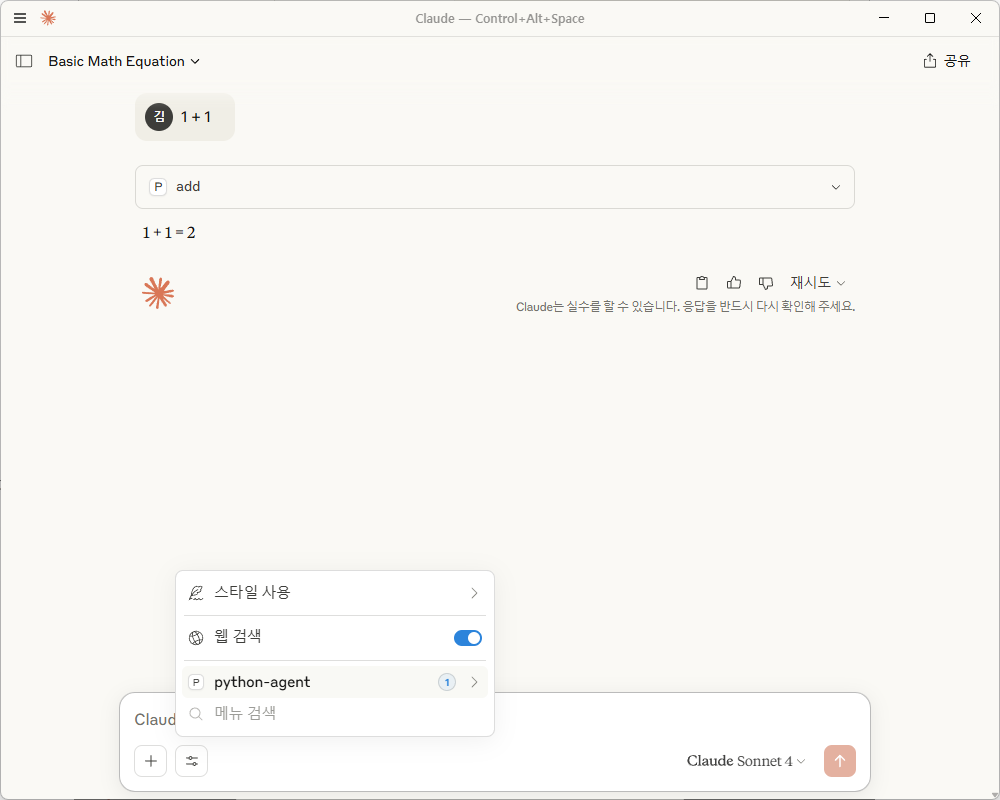 Claude — Control+Alt+Space
Basic Math Equation
공유
김 1 + 1
P add
1 + 1 = 2
재시도
Claude는 실수를 할 수 있습니다. 응답을 반드시 다시 확인해 주세요.
스타일 사용
웹 검색
P python-agent 1
메뉴 검색
Claud
Claude Sonnet 4